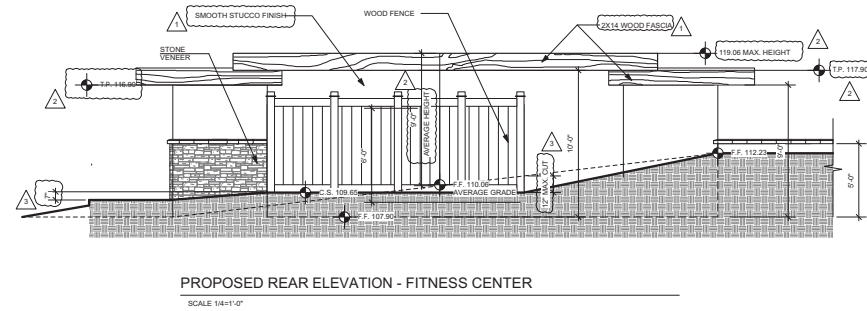 1
SMOOTH STUCCO FINISH
WOOD FENCE
2X14 WOOD FASCIA
1
119.06 MAX. HEIGHT
2
STONE
VENEER
T.P. 116.90
2
T.P. 117.90
2
2
9'-0"
AVERAGE HEIGHT
6'-0"
10'-0"
9'-0"
5'-0"
3
12" MAX. CUT
F.F. 112.23
C.S. 109.65
F.F. 110.06
AVERAGE GRADE
3
F.F. 107.90
PROPOSED REAR ELEVATION - FITNESS CENTER
SCALE 1/4=1'-0"